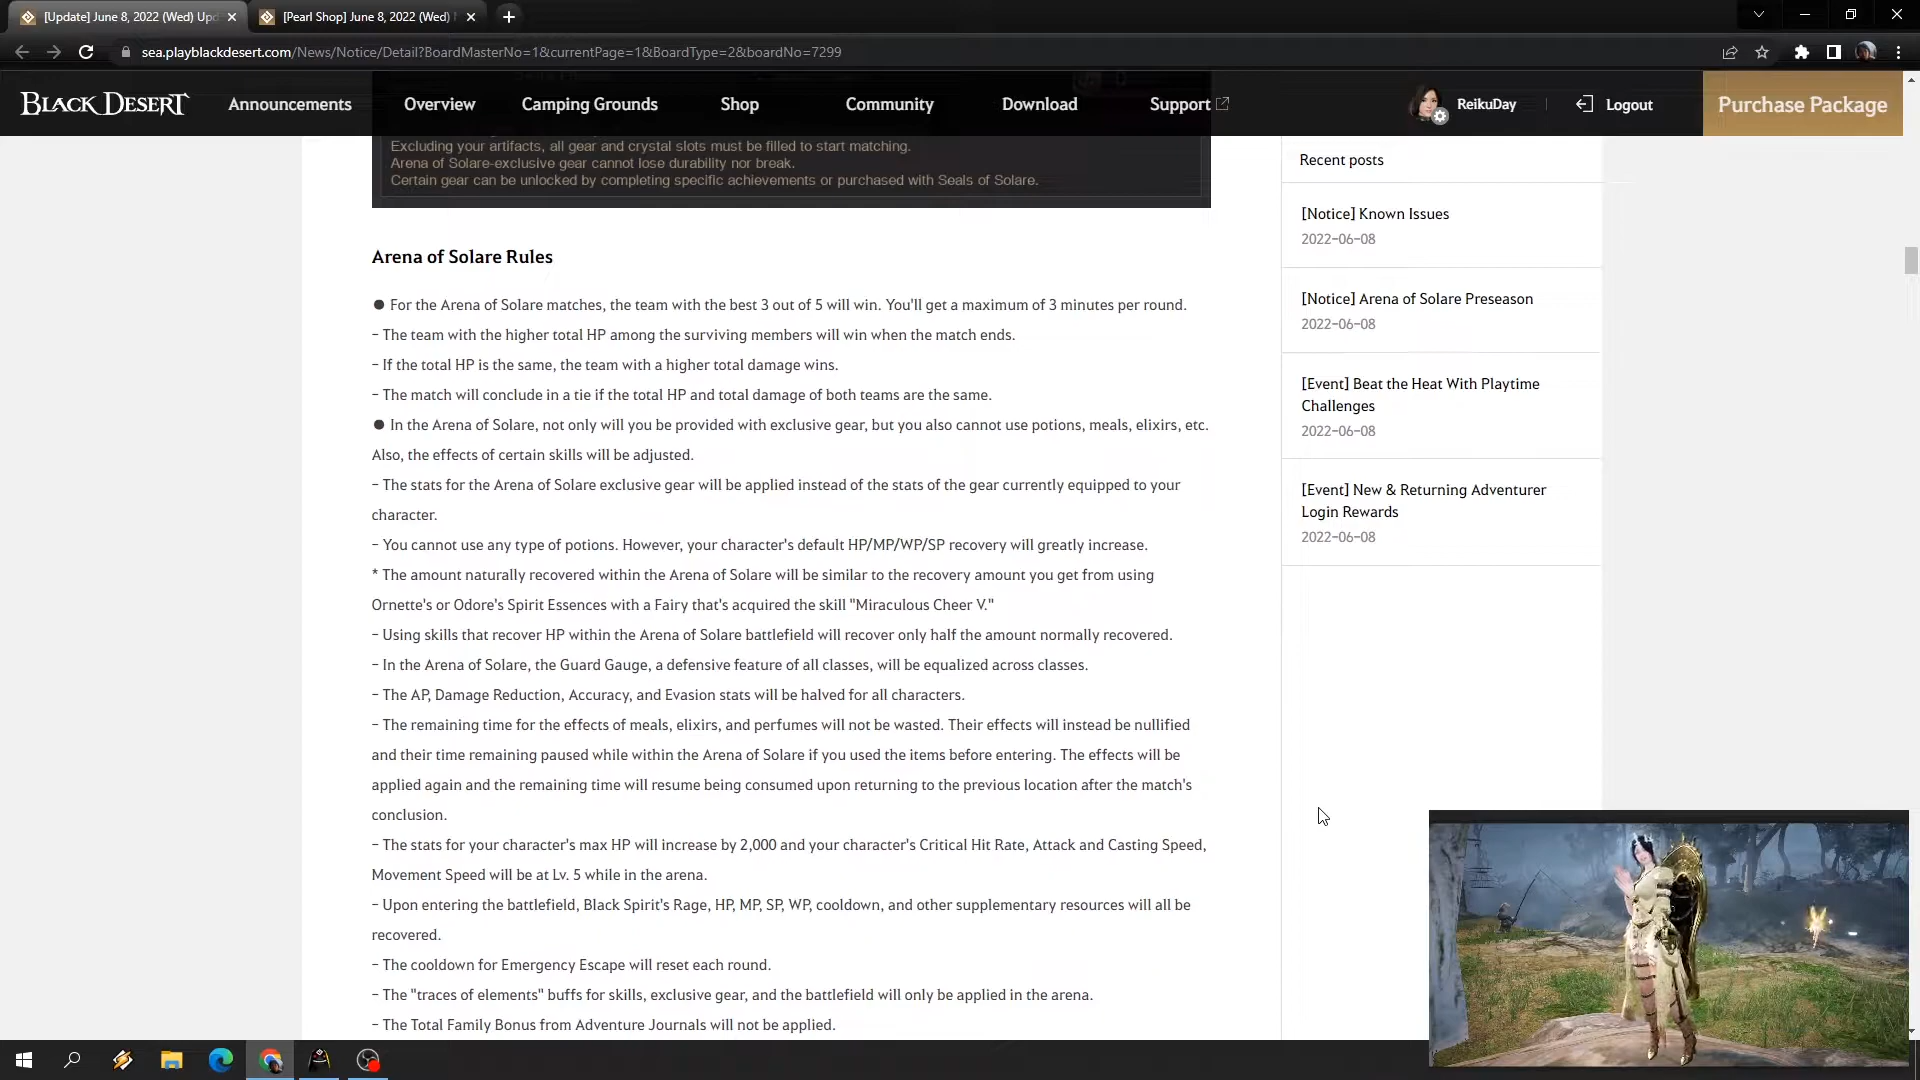 [Update] June 8, 2022 (Wed) Upd
[Pearl Shop] June 8, 2022 (Wed)
sea.playblackdesert.com/News/Notice/Detail?BoardMasterNo=1&currentPage=1&BoardType=2&boardNo=7299
BLACK DESERT
Announcements
Overview
Camping Grounds
Shop
Community
Download
Support
ReikuDay
Logout
Purchase Package
Excluding your artifacts, all gear and crystal slots must be filled to start matching.
Arena of Solare-exclusive gear cannot lose durability nor break.
Certain gear can be unlocked by completing specific achievements or purchased with Seals of Solare.
Arena of Solare Rules
● For the Arena of Solare matches, the team with the best 3 out of 5 will win. You'll get a maximum of 3 minutes per round.
- The team with the higher total HP among the surviving members will win when the match ends.
- If the total HP is the same, the team with a higher total damage wins.
- The match will conclude in a tie if the total HP and total damage of both teams are the same.
● In the Arena of Solare, not only will you be provided with exclusive gear, but you also cannot use potions, meals, elixirs, etc.
Also, the effects of certain skills will be adjusted.
- The stats for the Arena of Solare exclusive gear will be applied instead of the stats of the gear currently equipped to your
character.
- You cannot use any type of potions. However, your character's default HP/MP/WP/SP recovery will greatly increase.
* The amount naturally recovered within the Arena of Solare will be similar to the recovery amount you get from using
Ornette's or Odore's Spirit Essences with a Fairy that's acquired the skill "Miraculous Cheer V."
- Using skills that recover HP within the Arena of Solare battlefield will recover only half the amount normally recovered.
- In the Arena of Solare, the Guard Gauge, a defensive feature of all classes, will be equalized across classes.
- The AP, Damage Reduction, Accuracy, and Evasion stats will be halved for all characters.
- The remaining time for the effects of meals, elixirs, and perfumes will not be wasted. Their effects will instead be nullified
and their time remaining paused while within the Arena of Solare if you used the items before entering. The effects will be
applied again and the remaining time will resume being consumed upon returning to the previous location after the match's
conclusion.
- The stats for your character's max HP will increase by 2,000 and your character's Critical Hit Rate, Attack and Casting Speed,
Movement Speed will be at Lv. 5 while in the arena.
- Upon entering the battlefield, Black Spirit's Rage, HP, MP, SP, WP, cooldown, and other supplementary resources will all be
recovered.
- The cooldown for Emergency Escape will reset each round.
- The "traces of elements" buffs for skills, exclusive gear, and the battlefield will only be applied in the arena.
- The Total Family Bonus from Adventure Journals will not be applied.
Recent posts
[Notice] Known Issues
2022-06-08
[Notice] Arena of Solare Preseason
2022-06-08
[Event] Beat the Heat With Playtime
Challenges
2022-06-08
[Event] New & Returning Adventurer
Login Rewards
2022-06-08